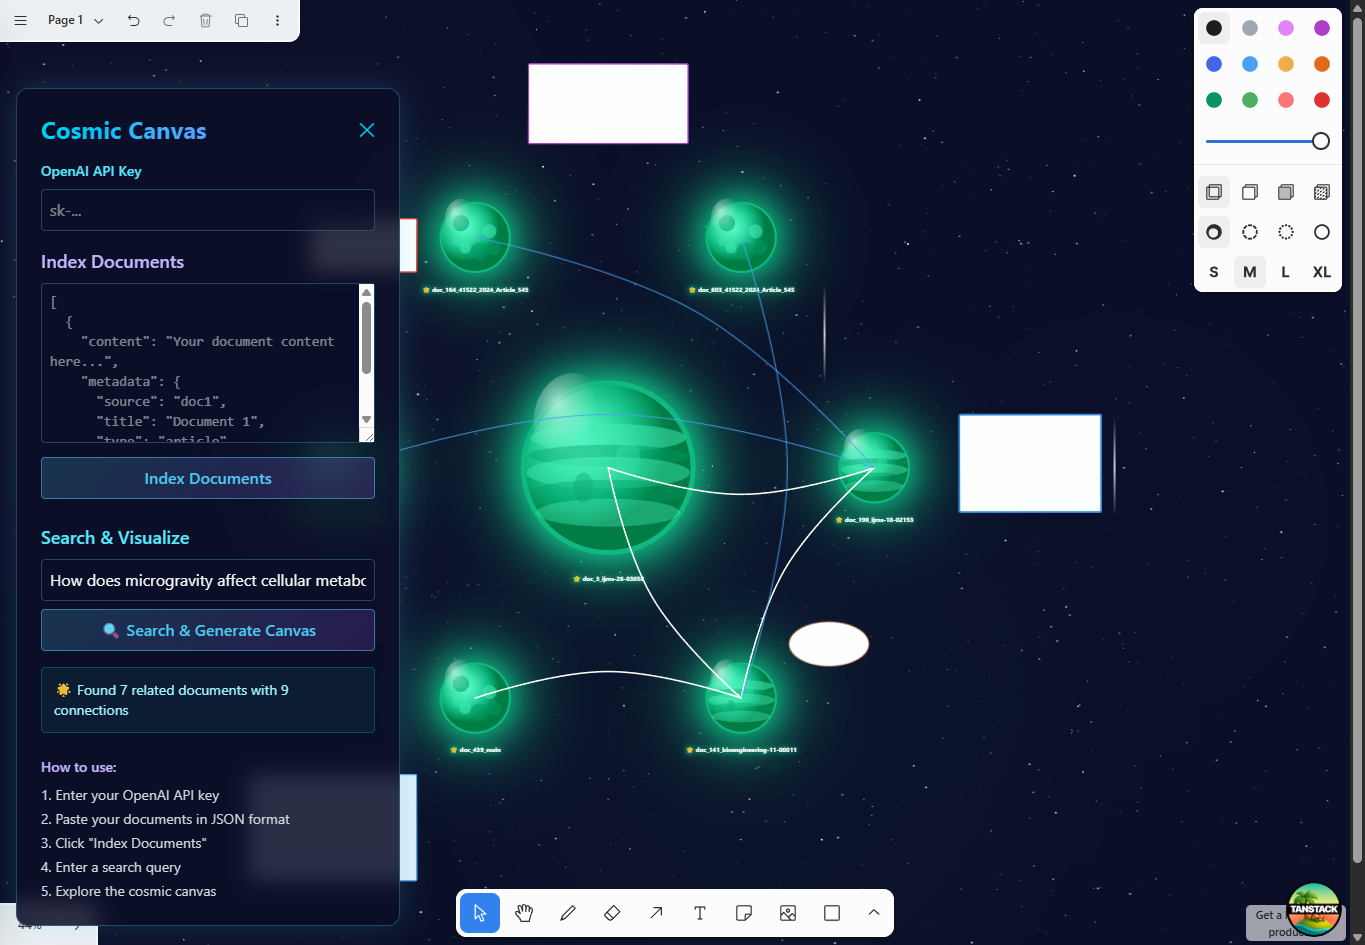 Page 1
Cosmic Canvas
OpenAI API Key
sk-...
Index Documents
[
{
"content": "Your document content
here...",
"metadata": {
"source": "doc1",
"title": "Document 1",
"type": "article"
Index Documents
Search & Visualize
How does microgravity affect cellular metabo
Search & Generate Canvas
Found 7 related documents with 9
connections
How to use:
1. Enter your OpenAI API key
2. Paste your documents in JSON format
3. Click "Index Documents"
4. Enter a search query
5. Explore the cosmic canvas
44%
doc_164_41522_2024_Article_545
doc_603_41522_2024_Article_545
doc_190_ijms-18-02153
doc_3_ijms-26-03058
doc_439_main
doc_141_bioengineering-11-00011
S M L XL
T
Get a
TANSTACK